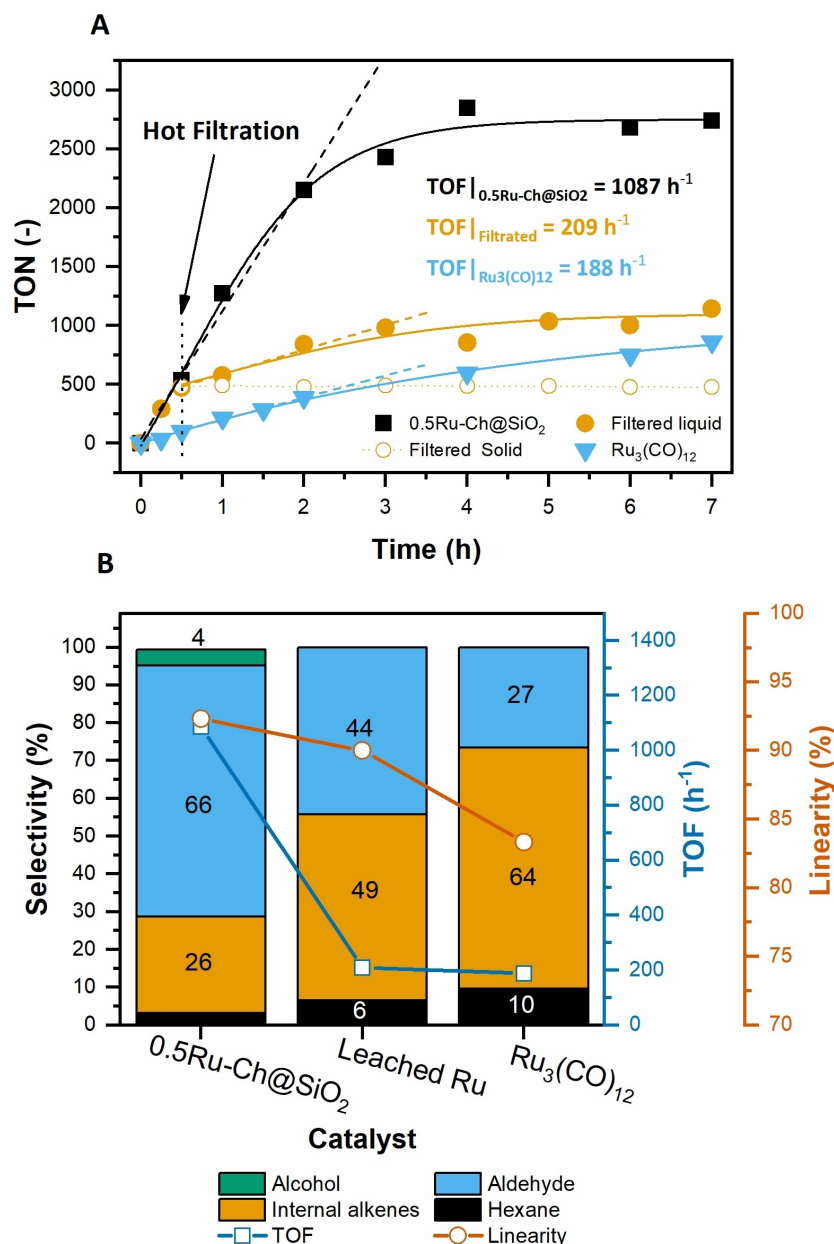 A
3000
2500
2000
1500
1000
500
0
TON (-)
Hot Filtration
TOF|0.5Ru-Ch@SiO2 = 1087 h-1
TOF|Filtrated = 209 h-1
TOF|Ru3(CO)12 = 188 h-1
0.5Ru-Ch@SiO2 Filtered liquid
Filtered Solid Ru3(CO)12
0 1 2 3 4 5 6 7
Time (h)
B
100
90
80
70
60
50
40
30
20
10
0
Selectivity (%)
4
66
26
44
49
6
27
64
10
1400
1200
1000
800
600
400
200
0
TOF (h-1)
100
95
90
85
80
75
70
Linearity (%)
0.5Ru-Ch@SiO2
Leached Ru
Ru3(CO)12
Catalyst
Alcohol Aldehyde
Internal alkenes Hexane
TOF Linearity